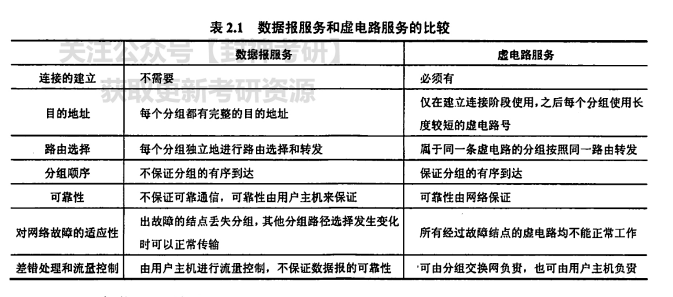 表 2.1 数据报服务和虚电路服务的比较
关注公众号【封她考研】
获取更新考研资源
数据报服务 虚电路服务
连接的建立 不需要 必须有
目的地址 每个分组都有完整的目的地址 仅在建立连接阶段使用,之后每个分组使用长
度较短的虚电路号
路由选择 每个分组独立地进行路由选择和转发 属于同一条虚电路的分组按照同一路由转发
分组顺序 不保证分组的有序到达 保证分组的有序到达
可靠性 不保证可靠通信，可靠性由用户主机来保证 可靠性由网络保证
对网络故障的适应性 出故障的结点丢失分组，其他分组路径选择发生变化
时可以正常传输 所有经过故障结点的虚电路均不能正常工作
差错处理和流量控制 由用户主机进行流量控制，不保证数据报的可靠性 可由分组交换网负责，也可由用户主机负责